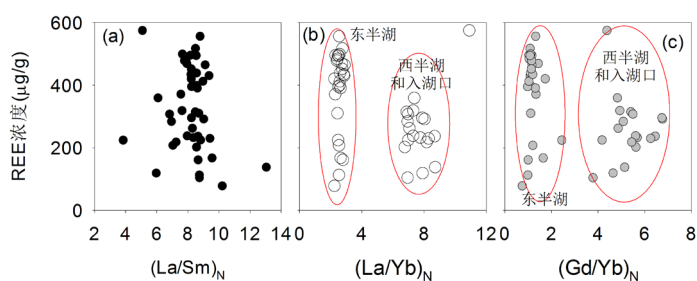 REE浓度(μg/g)
800
600
400
200
0
(a)
2 4 6 8 10 12 14
(La/Sm)N
(b)
东半湖
西半湖
和入湖口
0 4 8 12
(La/Yb)N
(c)
西半湖
和入湖口
东半湖
0 2 4 6 8
(Gd/Yb)N